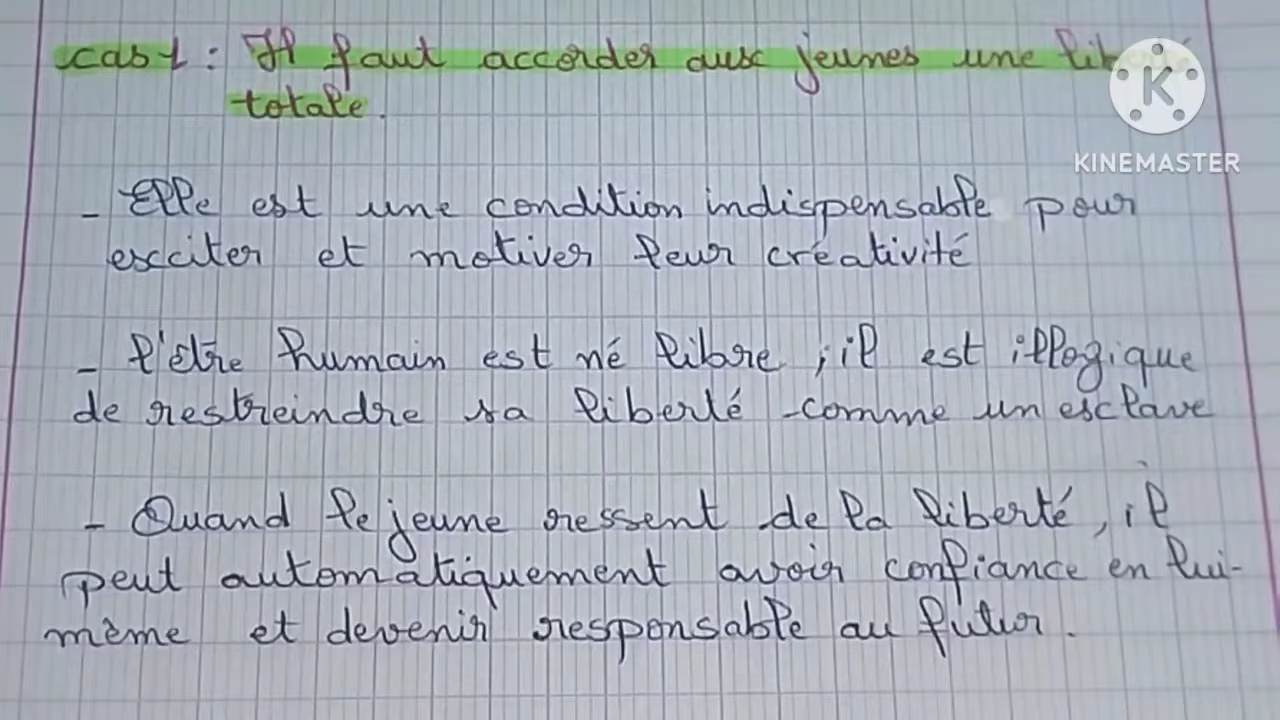 cas 1 : Il faut accorder aux jeunes une liberté
totale.
K
KINEMASTER
- Elle est une condition indispensable pour
exciter et motiver leur créativité
- l'être humain est né libre ; il est illogique
de restreindre sa liberté comme un esclave
- Quand le jeune ressent de la liberté, il
peut automatiquement avoir confiance en lui-
même et devenir responsable au futur.